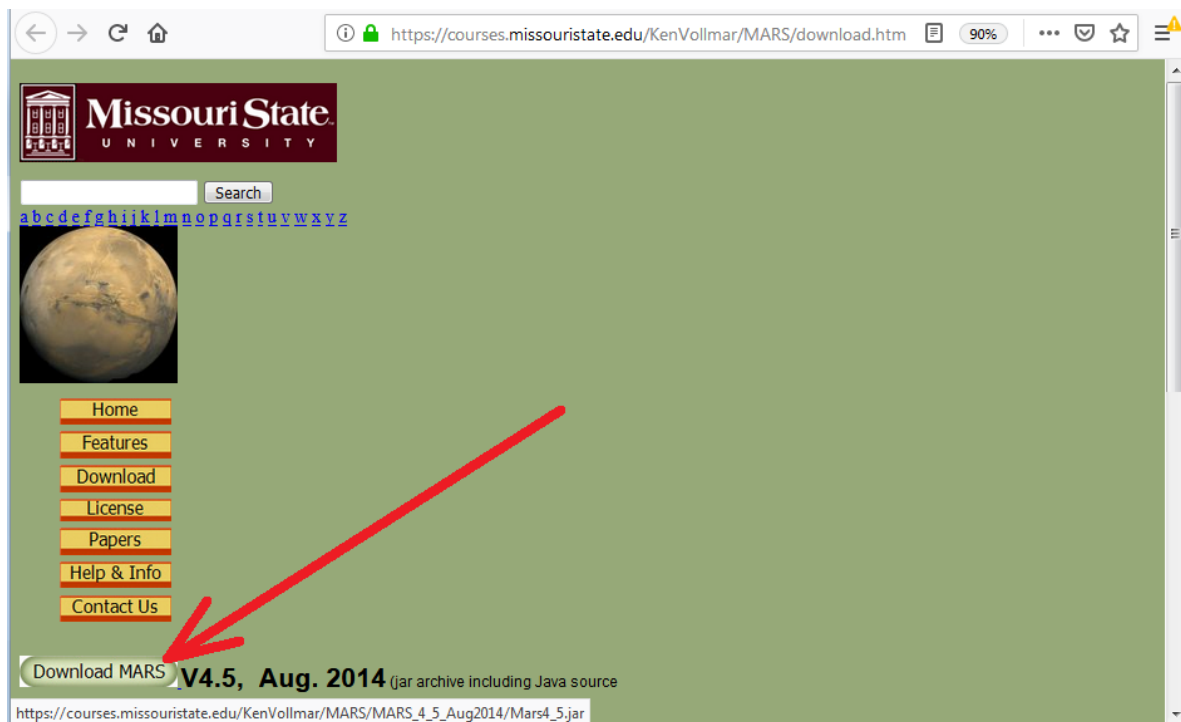 https://courses.missouristate.edu/KenVollmar/MARS/download.htm 90%
Missouri State.
UNIVERSITY
Search
a b c d e f g h i j k l m n o p q r s t u v w x y z
Home
Features
Download
License
Papers
Help & Info
Contact Us
Download MARS V4.5, Aug. 2014 (jar archive including Java source
https://courses.missouristate.edu/KenVollmar/MARS/MARS_4_5_Aug2014/Mars4_5.jar